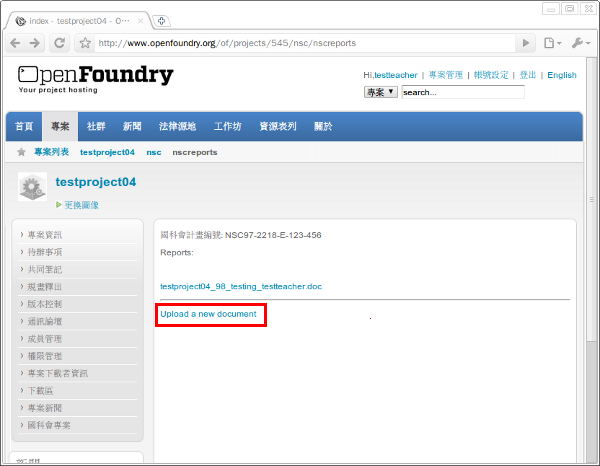 index - testproject04 - O…
http://www.openfoundry.org/of/projects/545/nsc/nscreports
OpenFoundry
Your project hosting
Hi,testteacher | 專案管理 | 帳號設定 | 登出 | English
專案 search...
首頁 專案 社群 新聞 法律源地 工作坊 資源表列 關於
專案列表 testproject04 nsc nscreports
testproject04
更換圖像
專案資訊
待辦事項
共同筆記
規畫釋出
版本控制
通訊論壇
成員管理
權限管理
專案下載者資訊
下載區
專案新聞
國科會專案
國科會計畫編號: NSC97-2218-E-123-456
Reports:
testproject04_98_testing_testteacher.doc
Upload a new document